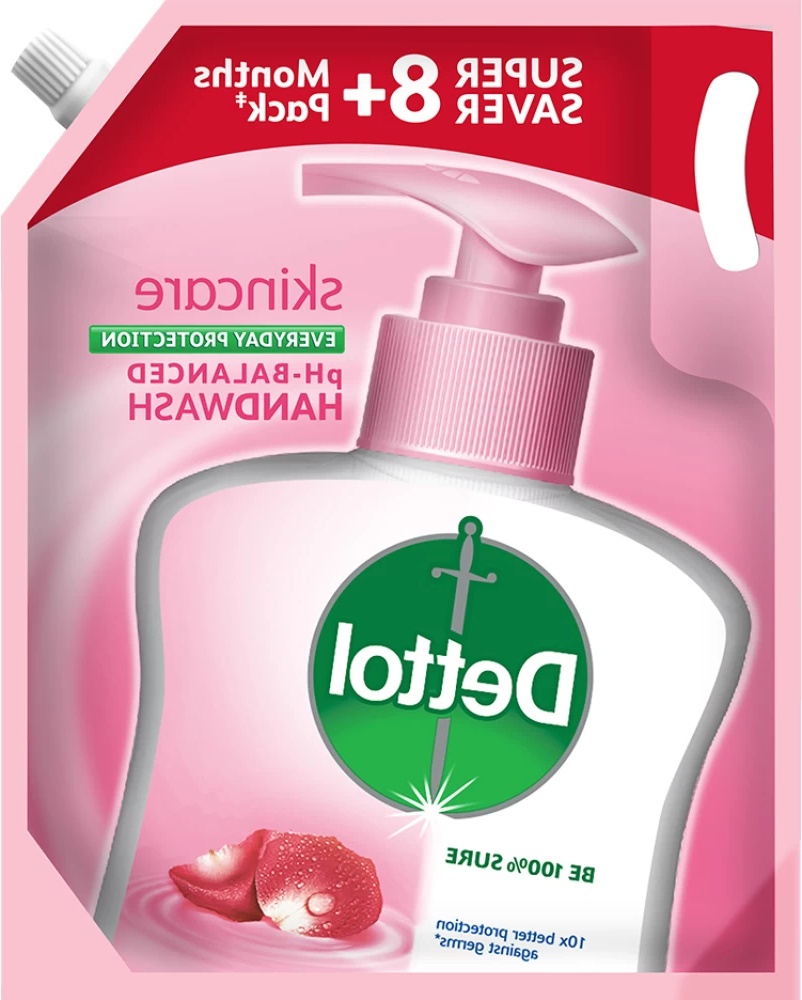 SUPER
SAVER
8+
Months
Pack‡
skincare
EVERYDAY PROTECTION
pH-BALANCED
HANDWASH
Dettol
BE 100% SURE
10x better protection
against germs*